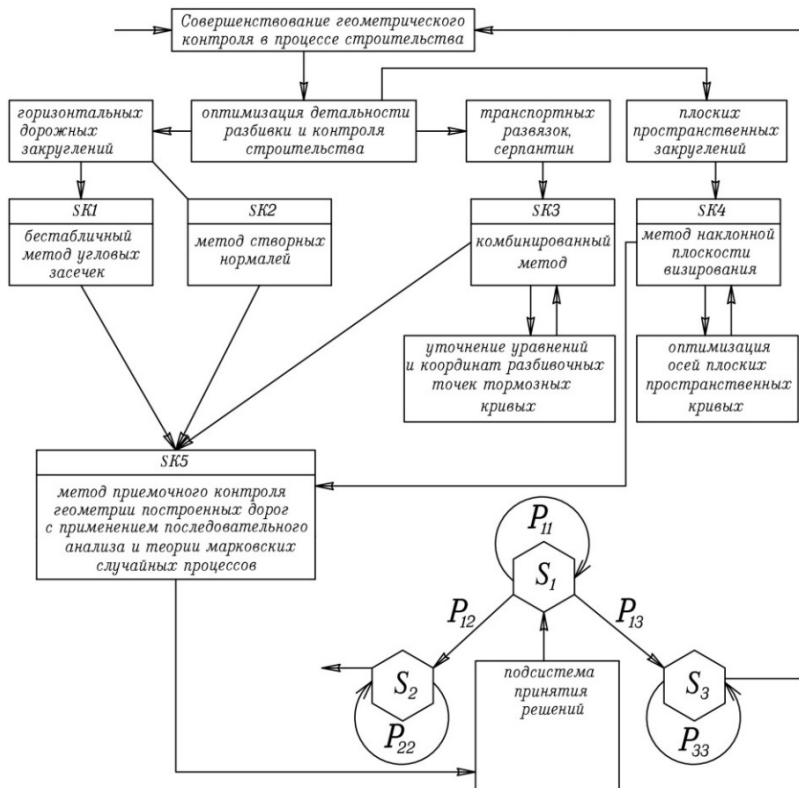 Совершенствование геометрического
контроля в процессе строительства
горизонтальных
дорожных
закруглений
оптимизация детальности
разбивки и контроля
строительства
транспортных
развязок,
серпантин
плоских
пространственных
закруглений
SK1
бестабличный
метод угловых
засечек
SK2
метод створных
нормалей
SK3
комбинированный
метод
SK4
метод наклонной
плоскости
визирования
уточнение уравнений
и координат разбивочных
точек тормозных
кривых
оптимизация
осей плоских
пространственных
кривых
SK5
метод приемочного контроля
геометрии построенных дорог
с применением последовательного
анализа и теории марковских
случайных процессов
P11
S1
P12
P13
S2
P22
подсистема
принятия
решений
S3
P33